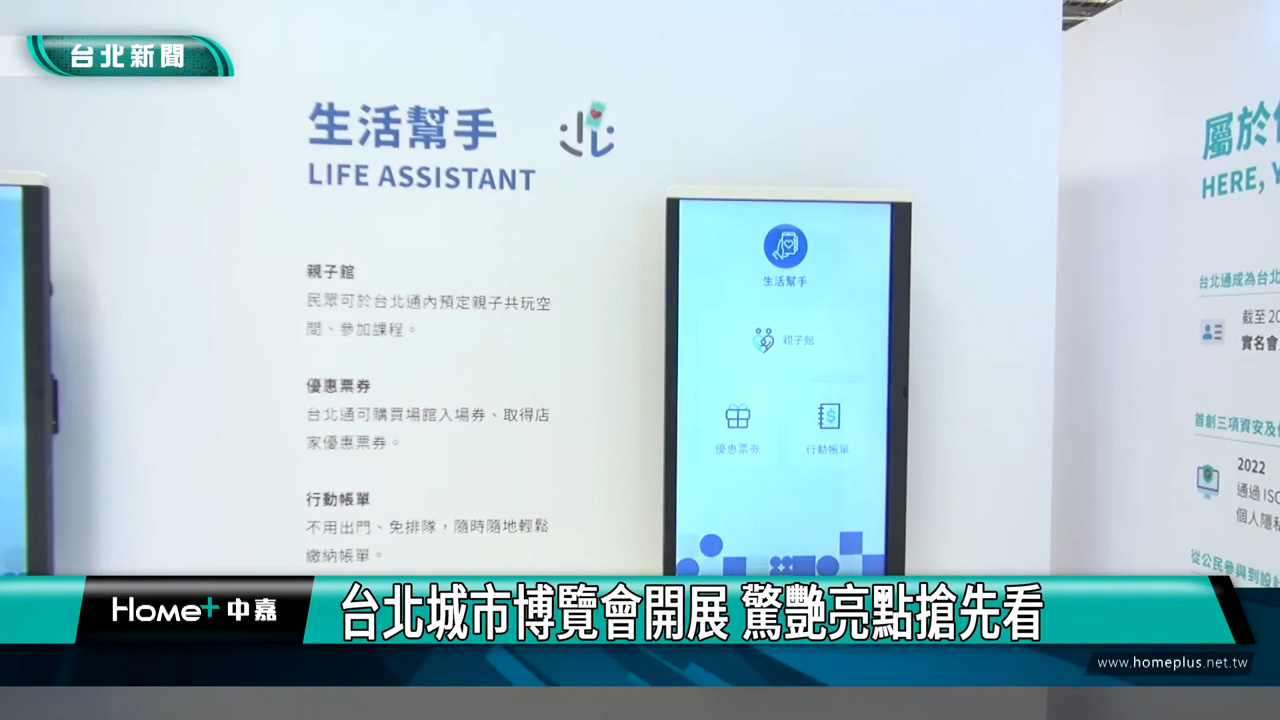 台北新聞
生活幫手
LIFE ASSISTANT
親子館
民眾可於台北通內預定親子共玩空
間、參加課程。
優惠票券
台北通可購買場館入場券、取得店
家優惠票券。
行動帳單
不用出門、免排隊，隨時隨地輕鬆
繳納帳單。
生活幫手
親子館
優惠票券
行動帳單
屬於
HERE,
台北通成為台北
截至 20
實名會
首創三項資安及
2022
通過 ISO
個人隱私
從公民參與到設計
Home+ 中嘉
台北城市博覽會開展 驚艷亮點搶先看
www.homeplus.net.tw